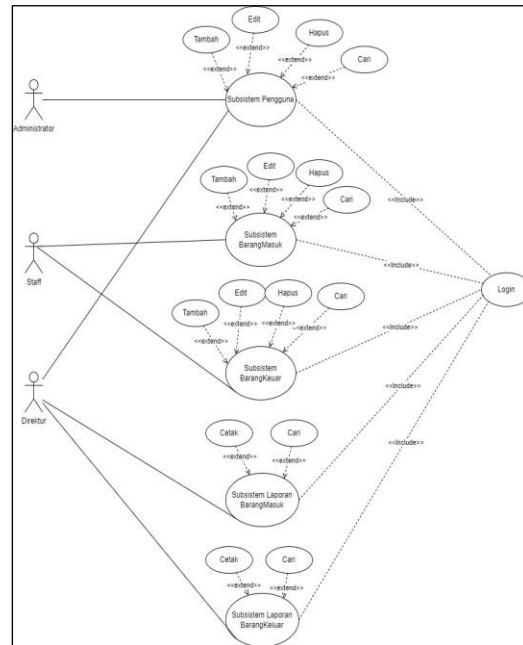 Edit
Hapus
Tambah
<<extend>>
<<extend>>
Cari
<<extend>>
<<extend>>
Administrator
Subsistem Pengguna
Edit
Tambah
Hapus
<<extend>>
<<extend>>
<<extend>>
Cari
<<extend>>
<<Include>>
Staff
Subsistem
BarangMasuk
<<Include>>
Login
Edit
Hapus
Cari
Tambah
<<extend>>
<<extend>>
<<extend>>
<<extend>>
<<Include>>
Subsistem
BarangKeuar
Direktur
<<Include>>
Cetak
Cari
<<extend>>
<<extend>>
<<Include>>
Subsistem Laporan
BarangMasuk
Cetak
Cari
<<extend>>
<<extend>>
Subsistem Laporan
BarangKeluar